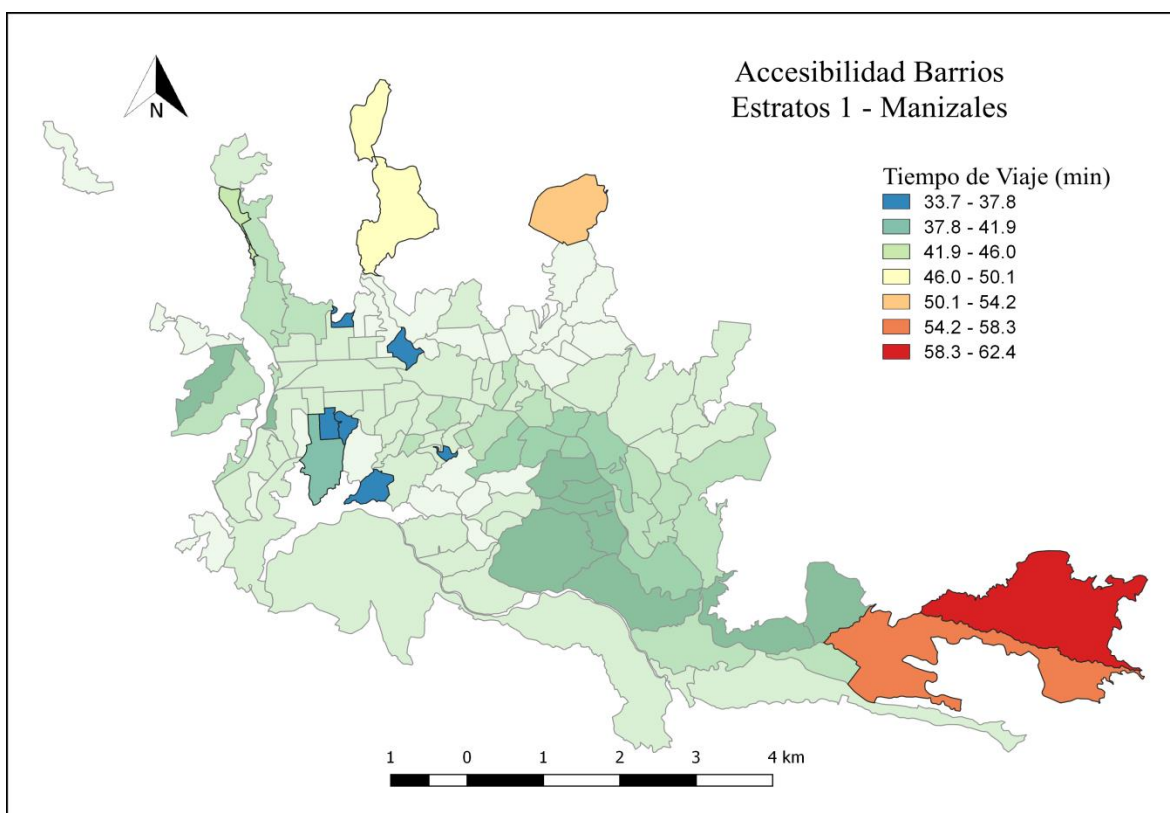 N
Accesibilidad Barrios
Estratos 1 - Manizales
Tiempo de Viaje (min)
33.7 - 37.8
37.8 - 41.9
41.9 - 46.0
46.0 - 50.1
50.1 - 54.2
54.2 - 58.3
58.3 - 62.4
1 0 1 2 3 4 km